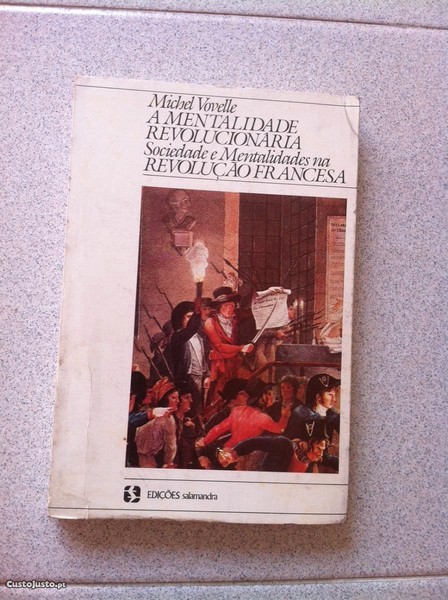 Michel Vovelle
A MENTALIDADE
REVOLUCIONÁRIA
Sociedade e Mentalidades na
REVOLUÇÃO FRANCESA
EDIÇÕES salamandra
CustoJusto.pt